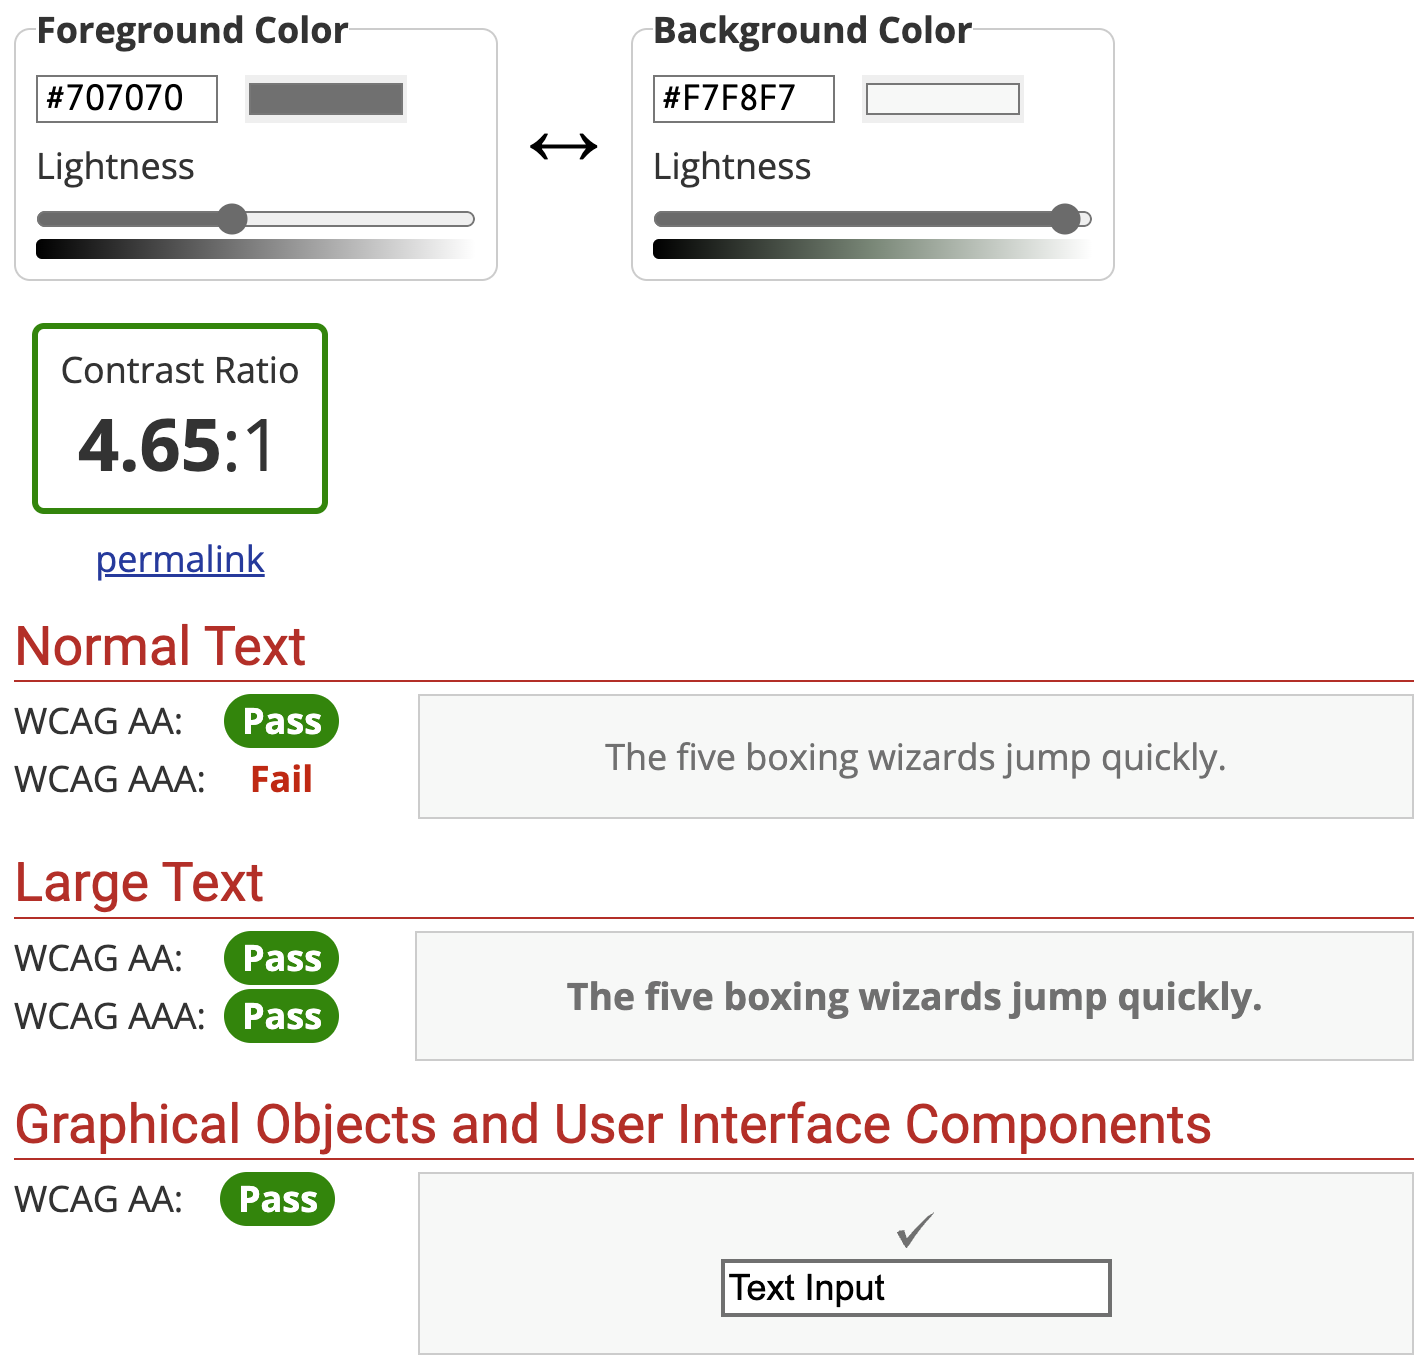 Foreground Color
#707070
Lightness
Background Color
#F7F8F7
Lightness
Contrast Ratio
4.65:1
permalink
Normal Text
WCAG AA: Pass
WCAG AAA: Fail
The five boxing wizards jump quickly.
Large Text
WCAG AA: Pass
WCAG AAA: Pass
The five boxing wizards jump quickly.
Graphical Objects and User Interface Components
WCAG AA: Pass
Text Input